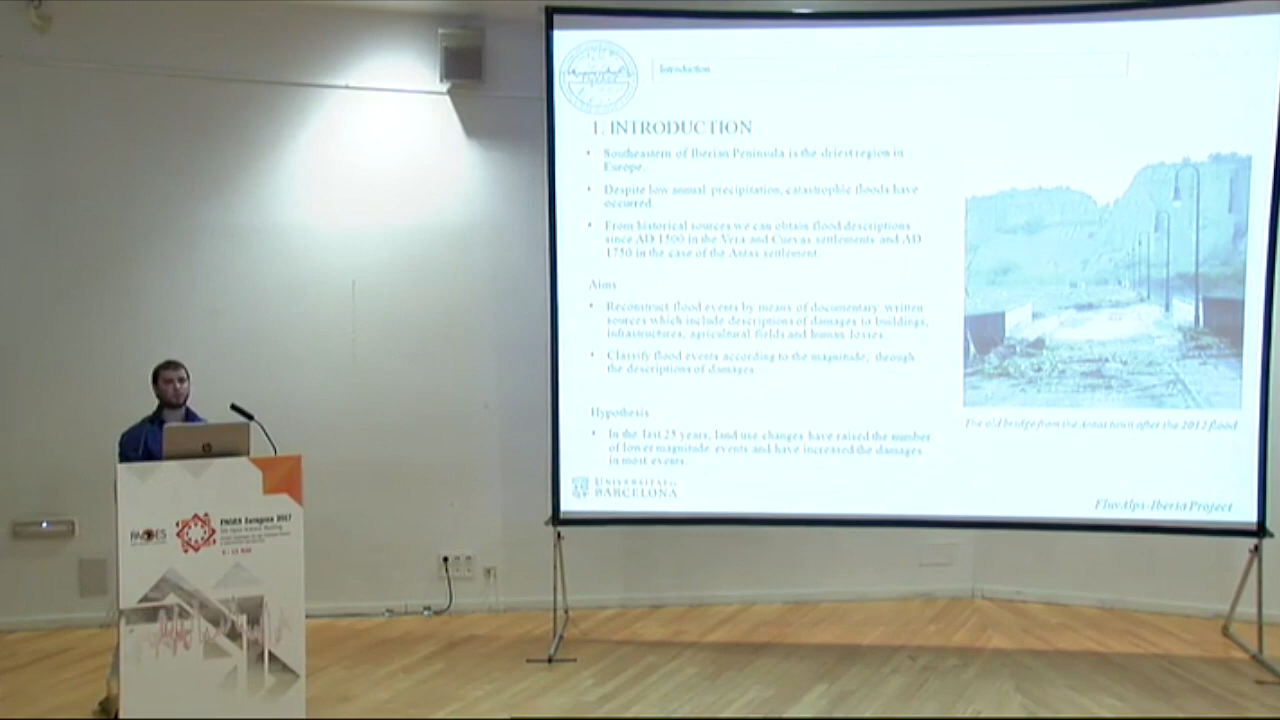 Introduction
1. INTRODUCTION
• Southeastern of Iberian Peninsula is the driest region in
Europe.
• Despite low annual precipitation, catastrophic floods have
occurred.
• From historical sources we can obtain flood descriptions
since AD 1500 in the Vera and Cuevas settlements and AD
1750 in the case of the Antas settlement.
Aims
• Reconstruct flood events by means of documentary written
sources which include descriptions of damages to buildings,
infrastructures, agricultural fields and human losses.
• Classify flood events according to the magnitude, through
the descriptions of damages.
Hypothesis
• In the last 25 years, land use changes have raised the number
of lower magnitude events and have increased the damages
in most events.
The old bridge from the Antas town after the 2012 flood
UNIVERSITAT DE
BARCELONA
FluvAlps-Iberia Project
hp
PAGES
PAGES Zaragoza 2017